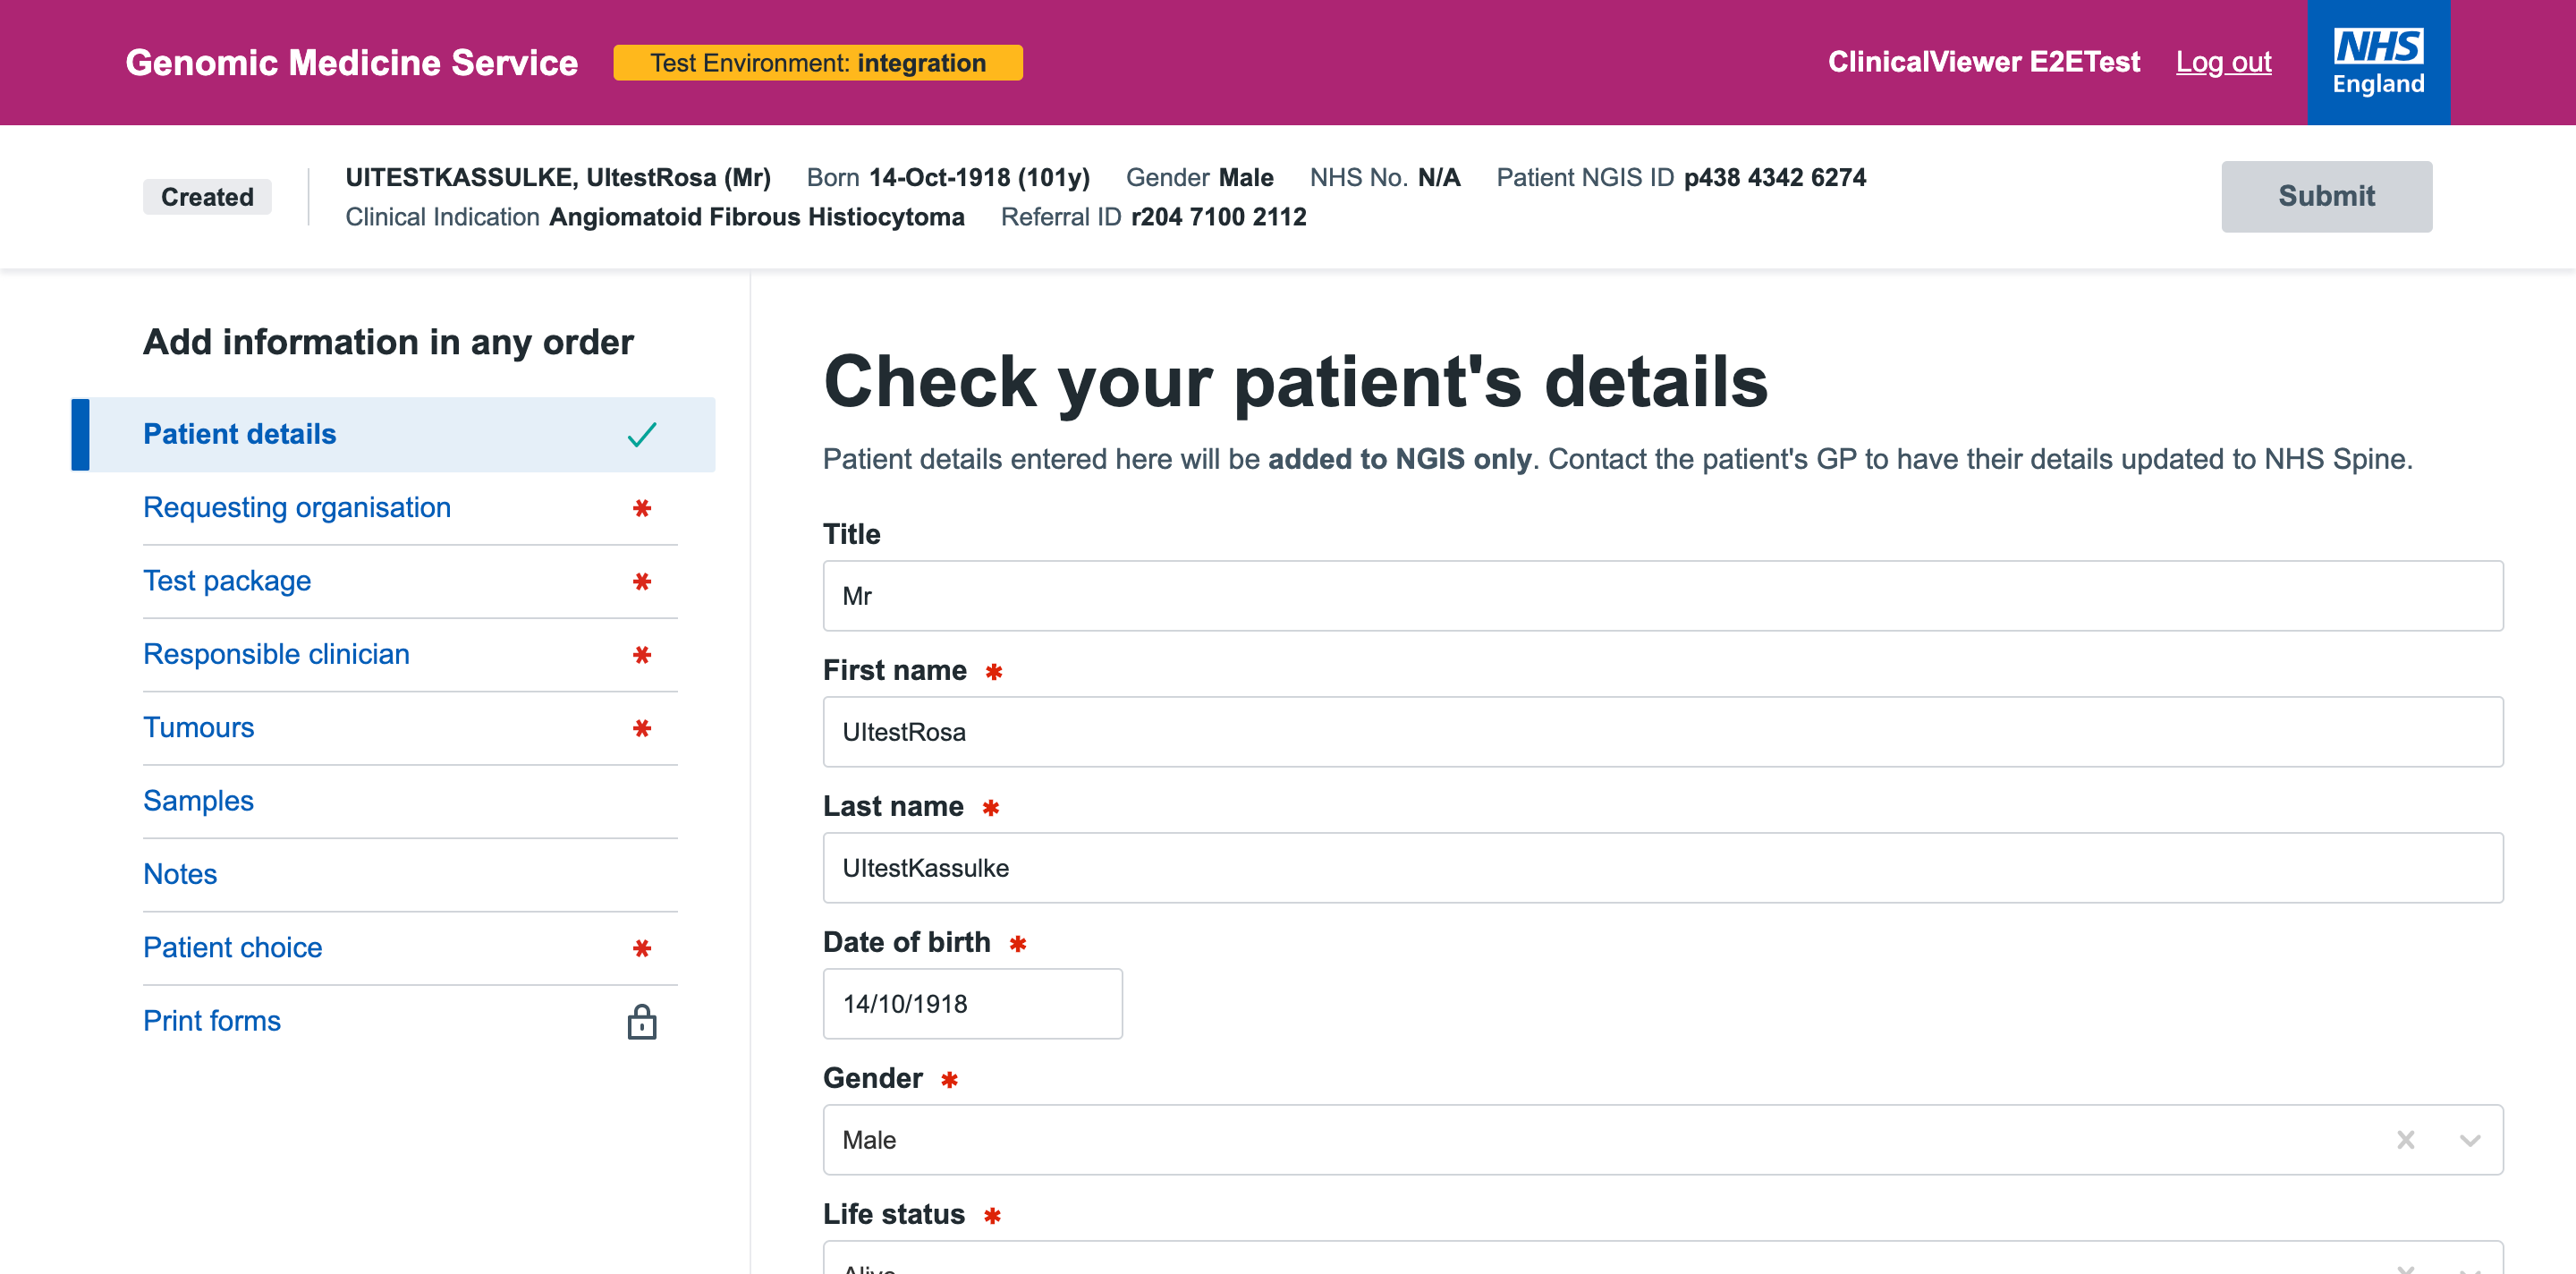 Genomic Medicine Service
Test Environment: integration
ClinicalViewer E2ETest
Log out
NHS
England
Created
UITESTKASSULKE, UItestRosa (Mr) Born 14-Oct-1918 (101y) Gender Male NHS No. N/A Patient NGIS ID p438 4342 6274
Clinical Indication Angiomatoid Fibrous Histiocytoma Referral ID r204 7100 2112
Submit
Add information in any order
Patient details
Requesting organisation *
Test package *
Responsible clinician *
Tumours *
Samples
Notes
Patient choice *
Print forms
Check your patient's details
Patient details entered here will be added to NGIS only. Contact the patient's GP to have their details updated to NHS Spine.
Title
Mr
First name *
UItestRosa
Last name *
UItestKassulke
Date of birth *
14/10/1918
Gender *
Male
Life status *